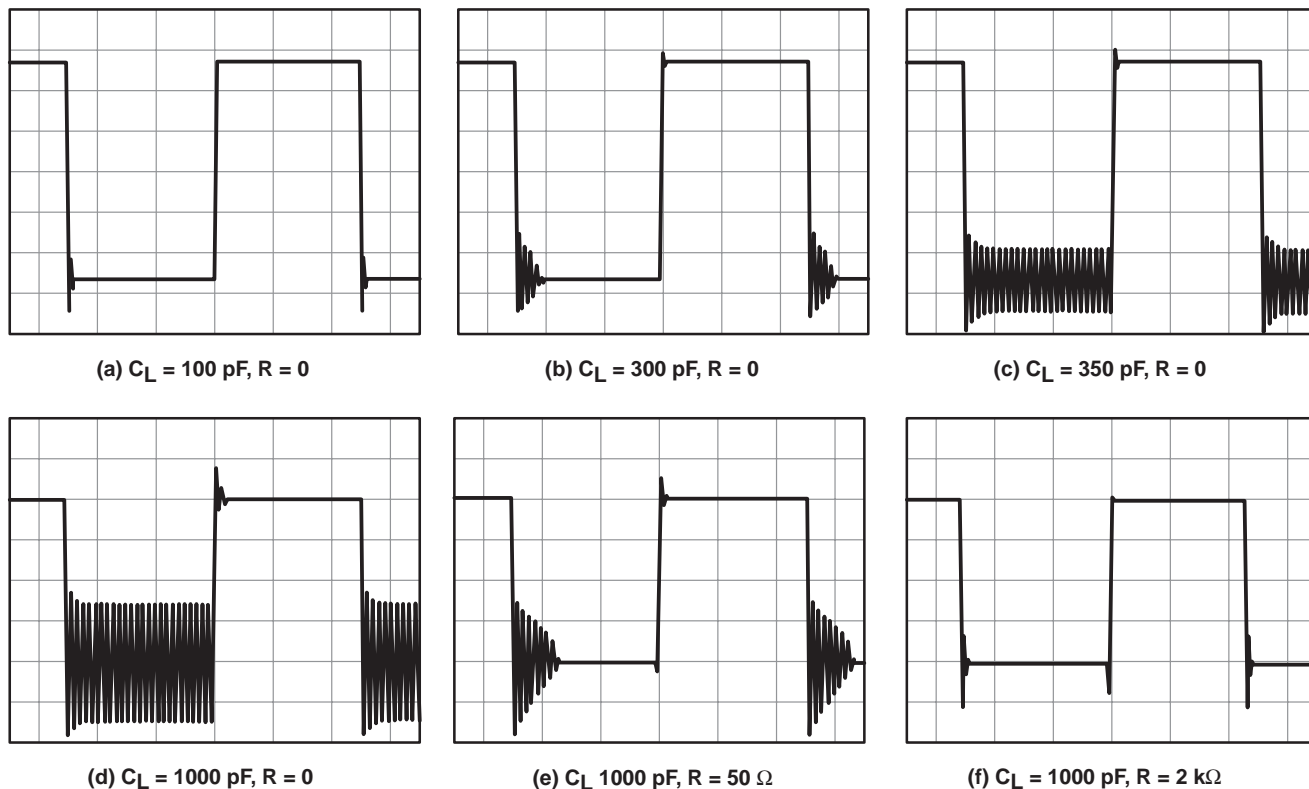 (a) CL = 100 pF, R = 0
(b) CL = 300 pF, R = 0
(c) CL = 350 pF, R = 0
(d) CL = 1000 pF, R = 0
(e) CL 1000 pF, R = 50 Ω
(f) CL = 1000 pF, R = 2 kΩ